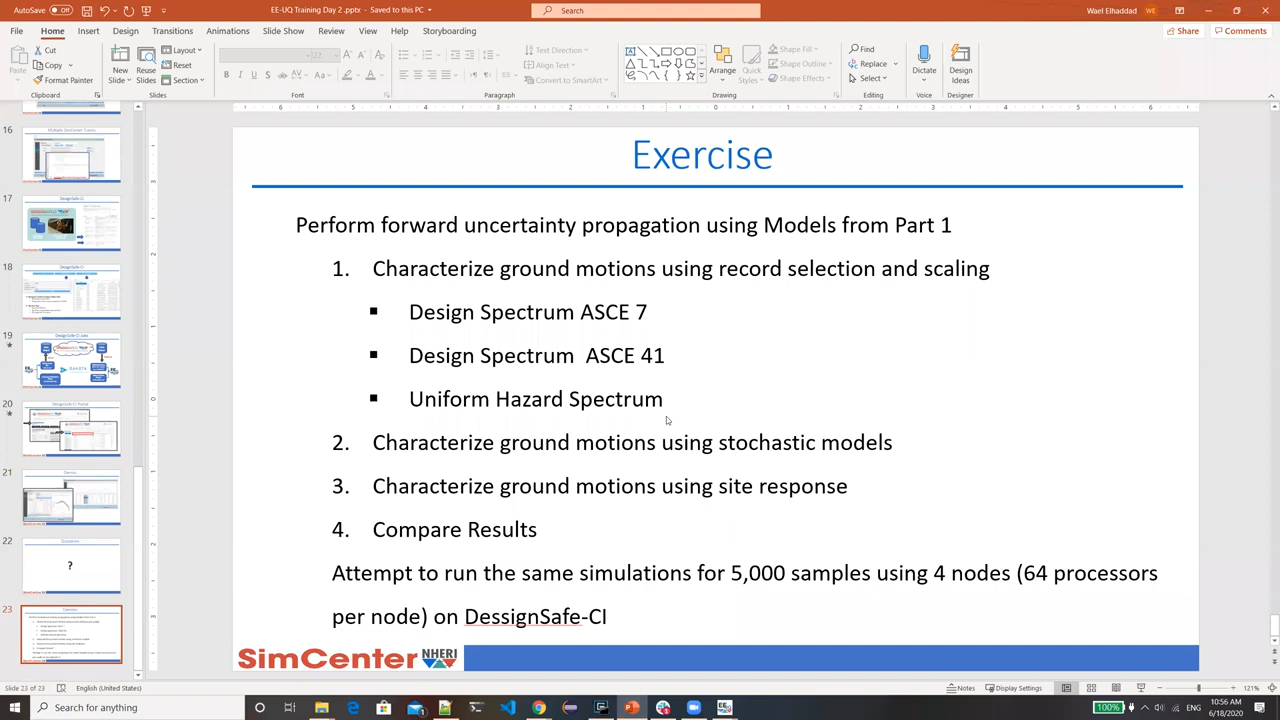 AutoSave Off
EE-UQ Training Day 2.pptx
Search
Wael Elhaddad
File Home Insert Design Transitions Animations Slide Show Review View Help Storyboarding
Share Comments
Paste
Cut
Copy
Format Painter
Clipboard
New Slide
Reuse Slides
Layout
Reset
Section
Slides
Font
Text Direction
Align Text
Convert to SmartArt
Paragraph
Arrange
Quick Styles
Shape Fill
Shape Outline
Shape Effects
Drawing
Find
Replace
Select
Editing
Dictate
Voice
Design Ideas
Designer
16
17
20
21
22
23
Exercise
Perform forward uncertainty propagation using Models from Part 1
1. Characterize ground motions using record selection and scaling
▪ Design Spectrum ASCE 7
▪ Design Spectrum ASCE 41
▪ Uniform Hazard Spectrum
2. Characterize ground motions using stochastic models
3. Characterize ground motions using site response
4. Compare Results
Attempt to run the same simulations for 5,000 samples using 4 nodes (64 processors
per node) on DessignSafe-CI
SimCenter NHERI
Slide 23 of 23
English (United States)
Notes
Display Settings
121%
Search for anything
100%
10:56 AM
6/18/2020